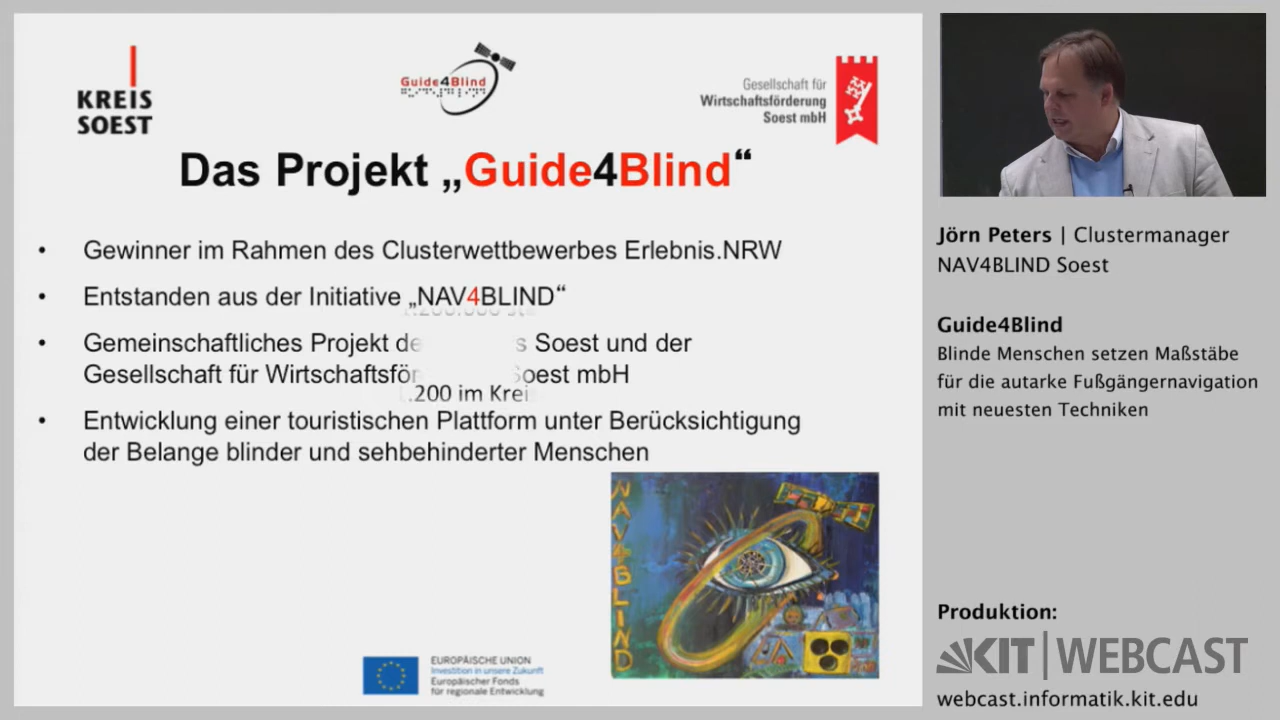 KREIS
SOEST
Guide4Blind
Gesellschaft für
Wirtschaftsförderung
Soest mbH
Das Projekt „Guide4Blind“
• Gewinner im Rahmen des Clusterwettbewerbes Erlebnis.NRW
• Entstanden aus der Initiative „NAV4BLIND“
• Gemeinschaftliches Projekt de s Soest und der
Gesellschaft für Wirtschaftsför Soest mbH
.200 im Krei
• Entwicklung einer touristischen Plattform unter Berücksichtigung
der Belange blinder und sehbehinderter Menschen
NAV4BLIND
EUROPÄISCHE UNION
Investition in unsere Zukunft
Europäischer Fonds
für regionale Entwicklung
Jörn Peters | Clustermanager
NAV4BLIND Soest
Guide4Blind
Blinde Menschen setzen Maßstäbe
für die autarke Fußgängernavigation
mit neuesten Techniken
Produktion:
KIT | WEBCAST
webcast.informatik.kit.edu